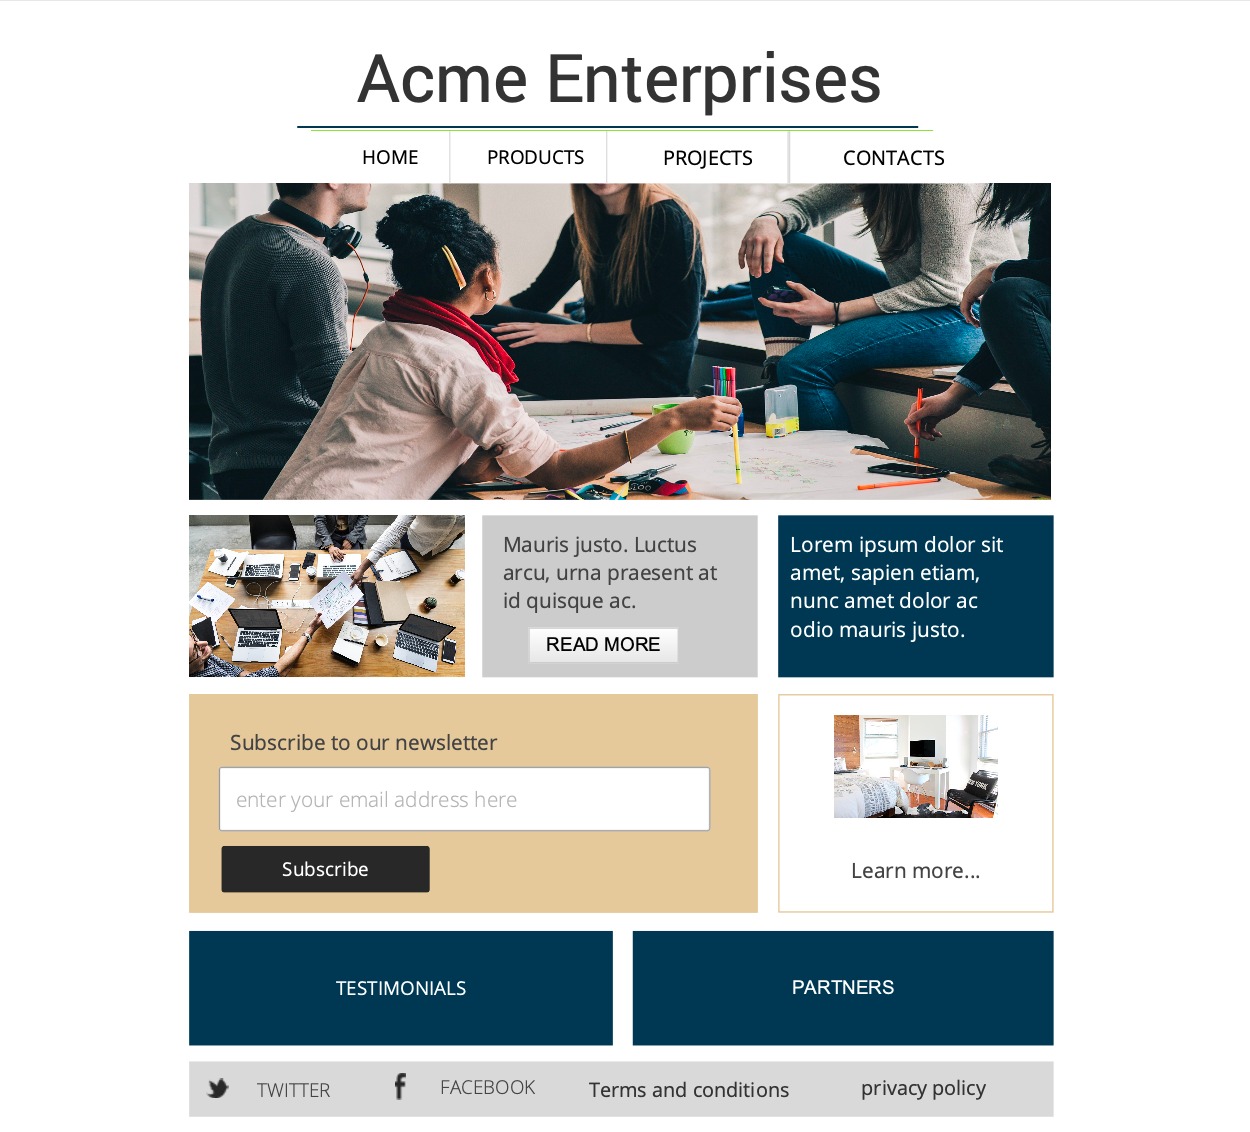 Acme Enterprises
HOME PRODUCTS PROJECTS CONTACTS
Mauris justo. Luctus
arcu, urna praesent at
id quisque ac.
READ MORE
Lorem ipsum dolor sit
amet, sapien etiam,
nunc amet dolor ac
odio mauris justo.
Subscribe to our newsletter
enter your email address here
Subscribe
Learn more...
TESTIMONIALS
PARTNERS
TWITTER FACEBOOK Terms and conditions privacy policy